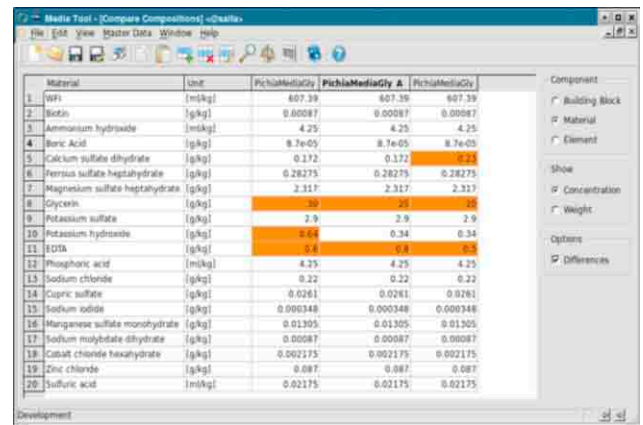 Media Tool - [Compare Compositions] <@sailla>
File Edit View Master Data Window Help
Material Unit PichiaMediaGly PichiaMediaGly A PichiaMediaGly
1 WFI [ml/kg] 607.39 607.39 607.39
2 Biotin [g/kg] 0.00087 0.00087 0.00087
3 Ammonium hydroxide [ml/kg] 4.25 4.25 4.25
4 Boric Acid [g/kg] 8.7e-05 8.7e-05 8.7e-05
5 Calcium sulfate dihydrate [g/kg] 0.172 0.172 0.23
6 Ferrous sulfate heptahydrate [g/kg] 0.28275 0.28275 0.28275
7 Magnesium sulfate heptahydrate [g/kg] 2.317 2.317 2.317
8 Glycerin [g/kg] 30 25
9 Potassium sulfate [g/kg] 2.9 2.9 2.9
10 Potassium hydroxide [g/kg] 0.64 0.34 0.34
11 EDTA [g/kg] 0.6 0.5
12 Phosphoric acid [ml/kg] 4.25 4.25 4.25
13 Sodium chloride [g/kg] 0.22 0.22 0.22
14 Cupric sulfate [g/kg] 0.0261 0.0261 0.0261
15 Sodium iodide [g/kg] 0.000348 0.000348 0.000348
16 Manganese sulfate monohydrate [g/kg] 0.01305 0.01305 0.01305
17 Sodium molybdate dihydrate [g/kg] 0.00087 0.00087 0.00087
18 Cobalt chloride hexahydrate [g/kg] 0.002175 0.002175 0.002175
19 Zinc chloride [g/kg] 0.087 0.087 0.087
20 Sulfuric acid [ml/kg] 0.02175 0.02175 0.02175
Component
Building Block
Material
Element
Show
Concentration
Weight
Options
Differences
Development